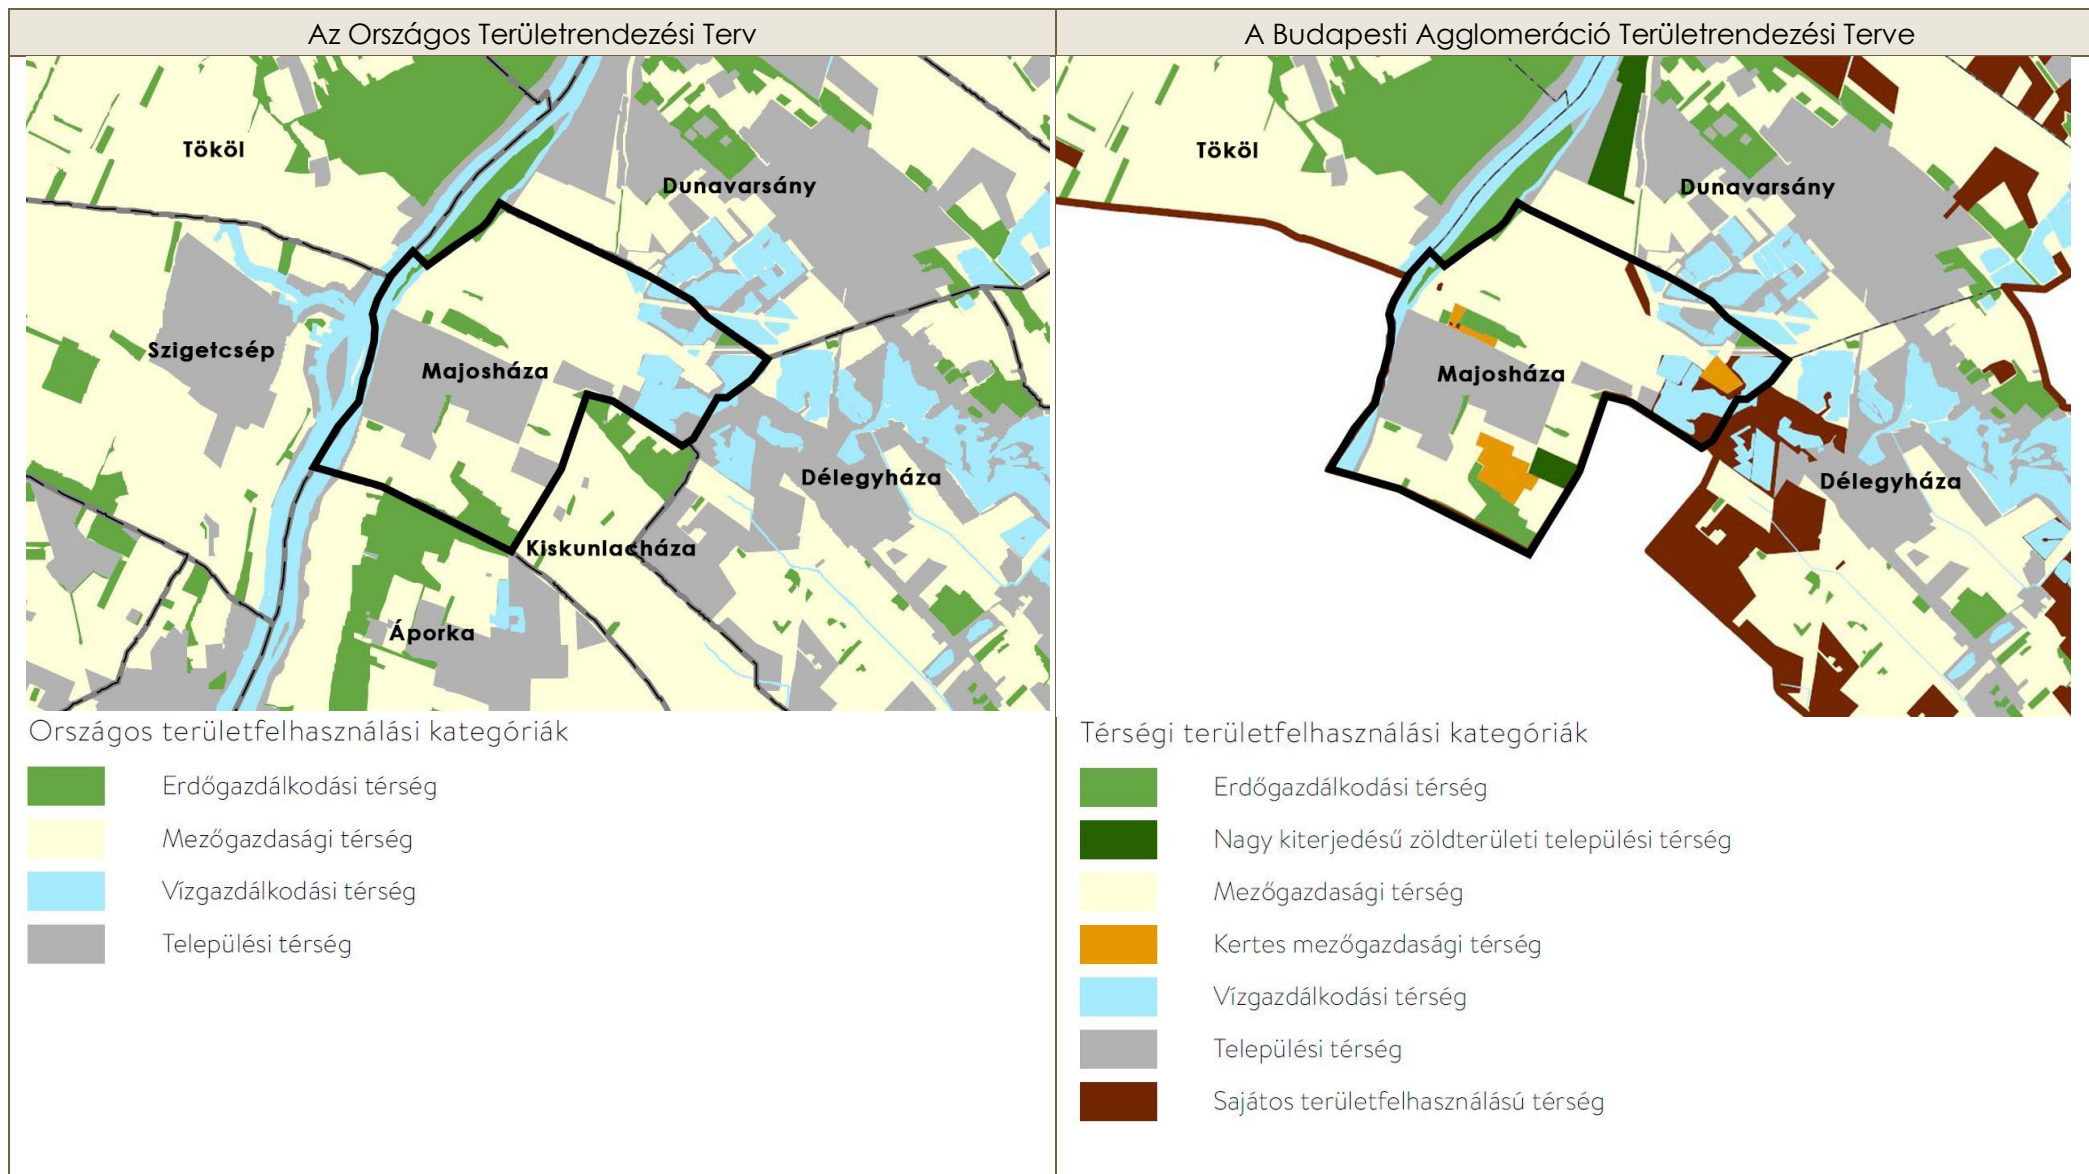 Az Országos Területrendezési Terv
A Budapesti Agglomeráció Területrendezési Terve
Tököl
Dunavarsány
Szigetcsép
Majosháza
Délegyháza
Kiskunlacháza
Áporka
Tököl
Dunavarsány
Majosháza
Délegyháza
Országos területfelhasználási kategóriák
Erdőgazdálkodási térség
Mezőgazdasági térség
Vízgazdálkodási térség
Települési térség
Térségi területfelhasználási kategóriák
Erdőgazdálkodási térség
Nagy kiterjedésű zöldterületi települési térség
Mezőgazdasági térség
Kertes mezőgazdasági térség
Vízgazdálkodási térség
Települési térség
Sajátos területfelhasználású térség